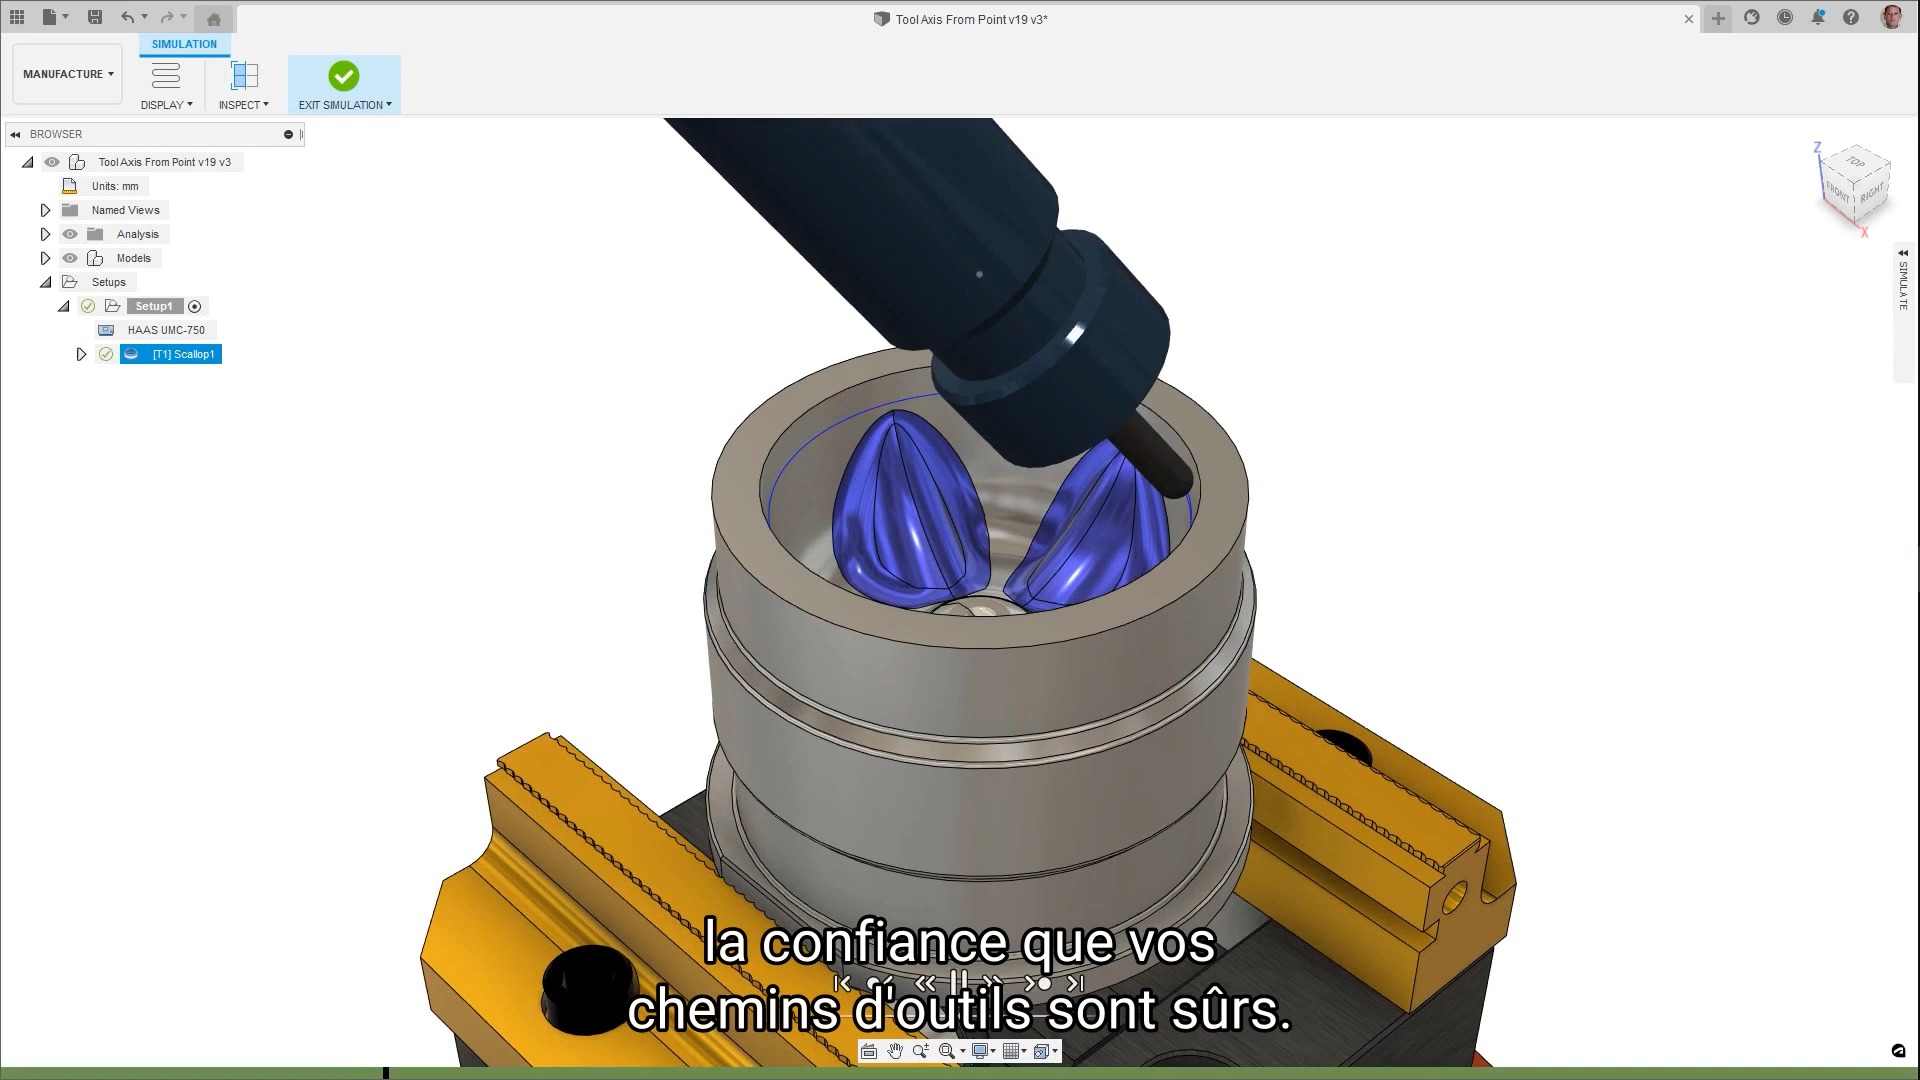 Tool Axis From Point v19 v3*
SIMULATION
MANUFACTURE
DISPLAY
INSPECT
EXIT SIMULATION
BROWSER
Tool Axis From Point v19 v3
Units: mm
Named Views
Analysis
Models
Setups
Setup1
HAAS UMC-750
[T1] Scallop1
Z
TOP
FRONT
RIGHT
X
SIMULATE
la confiance que vos
chemins d'outils sont sûrs.